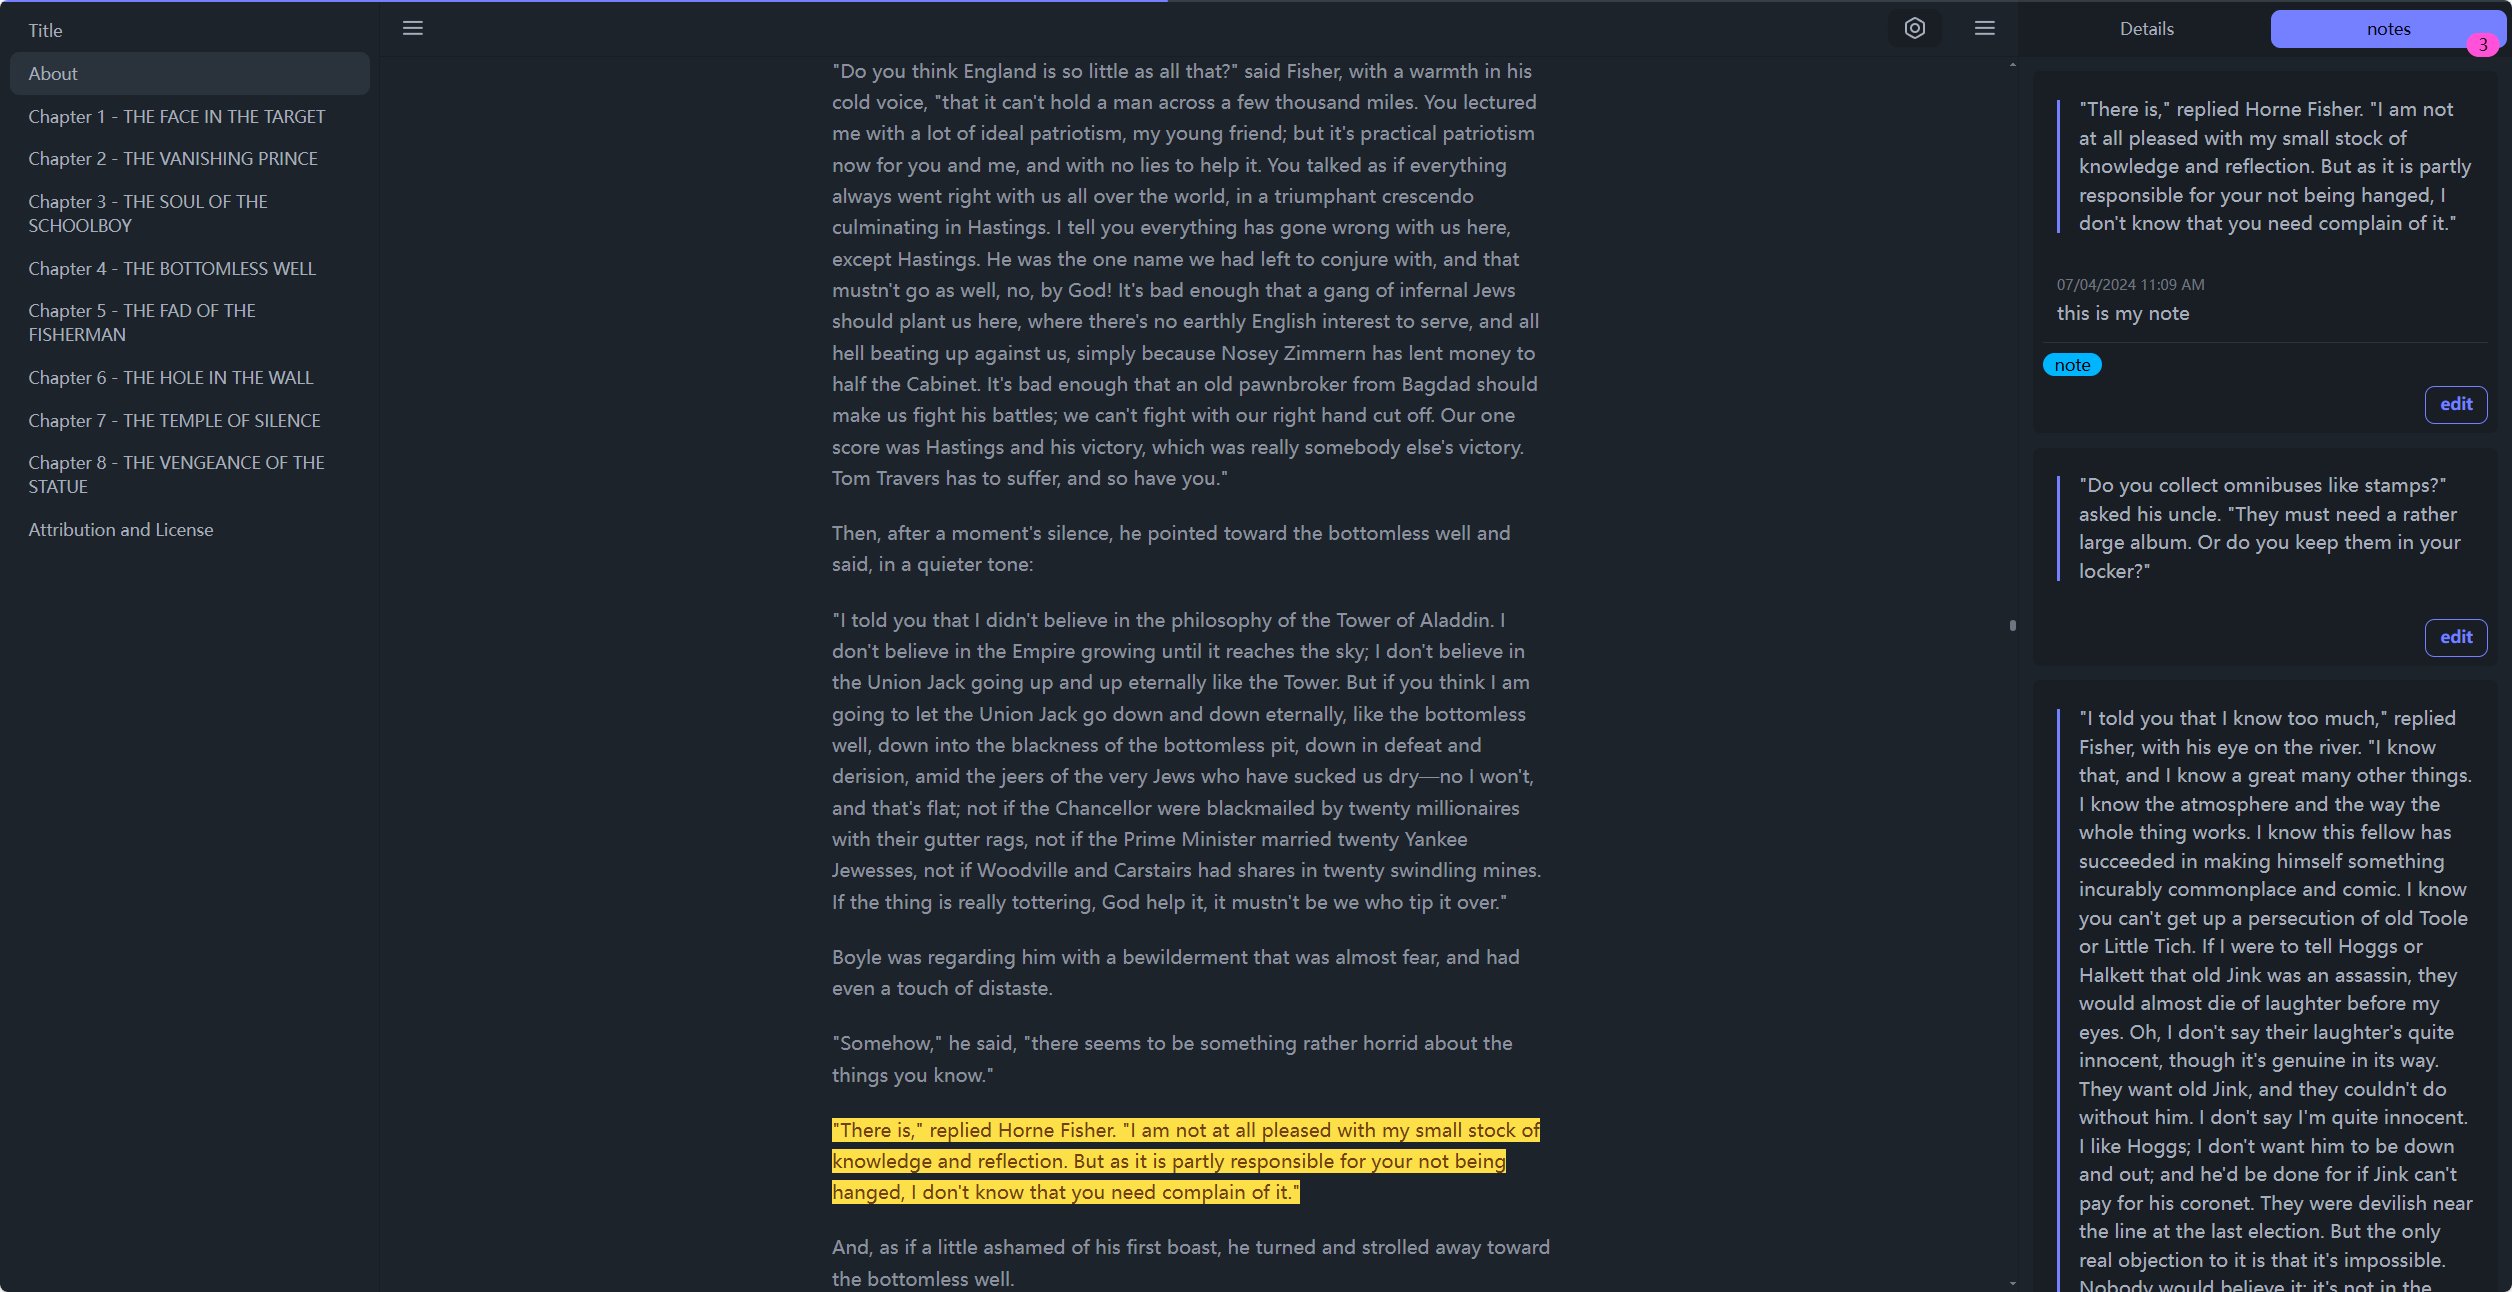 Title
About
Chapter 1 - THE FACE IN THE TARGET
Chapter 2 - THE VANISHING PRINCE
Chapter 3 - THE SOUL OF THE
SCHOOLBOY
Chapter 4 - THE BOTTOMLESS WELL
Chapter 5 - THE FAD OF THE
FISHERMAN
Chapter 6 - THE HOLE IN THE WALL
Chapter 7 - THE TEMPLE OF SILENCE
Chapter 8 - THE VENGEANCE OF THE
STATUE
Attribution and License
"Do you think England is so little as all that?" said Fisher, with a warmth in his
cold voice, "that it can't hold a man across a few thousand miles. You lectured
me with a lot of ideal patriotism, my young friend; but it's practical patriotism
now for you and me, and with no lies to help it. You talked as if everything
always went right with us all over the world, in a triumphant crescendo
culminating in Hastings. I tell you everything has gone wrong with us here,
except Hastings. He was the one name we had left to conjure with, and that
mustn't go as well, no, by God! It's bad enough that a gang of infernal Jews
should plant us here, where there's no earthly English interest to serve, and all
hell beating up against us, simply because Nosey Zimmern has lent money to
half the Cabinet. It's bad enough that an old pawnbroker from Bagdad should
make us fight his battles; we can't fight with our right hand cut off. Our one
score was Hastings and his victory, which was really somebody else's victory.
Tom Travers has to suffer, and so have you."
Then, after a moment's silence, he pointed toward the bottomless well and
said, in a quieter tone:
"I told you that I didn't believe in the philosophy of the Tower of Aladdin. I
don't believe in the Empire growing until it reaches the sky; I don't believe in
the Union Jack going up and up eternally like the Tower. But if you think I am
going to let the Union Jack go down and down eternally, like the bottomless
well, down into the blackness of the bottomless pit, down in defeat and
derision, amid the jeers of the very Jews who have sucked us dry—no I won't,
and that's flat; not if the Chancellor were blackmailed by twenty millionaires
with their gutter rags, not if the Prime Minister married twenty Yankee
Jewesses, not if Woodville and Carstairs had shares in twenty swindling mines.
If the thing is really tottering, God help it, it mustn't be we who tip it over."
Boyle was regarding him with a bewilderment that was almost fear, and had
even a touch of distaste.
"Somehow," he said, "there seems to be something rather horrid about the
things you know."
"There is," replied Horne Fisher. "I am not at all pleased with my small stock of
knowledge and reflection. But as it is partly responsible for your not being
hanged, I don't know that you need complain of it."
And, as if a little ashamed of his first boast, he turned and strolled away toward
the bottomless well.
Details
notes
3
"There is," replied Horne Fisher. "I am not
at all pleased with my small stock of
knowledge and reflection. But as it is partly
responsible for your not being hanged, I
don't know that you need complain of it."
07/04/2024 11:09 AM
this is my note
note
edit
"Do you collect omnibuses like stamps?"
asked his uncle. "They must need a rather
large album. Or do you keep them in your
locker?"
edit
"I told you that I know too much," replied
Fisher, with his eye on the river. "I know
that, and I know a great many other things.
I know the atmosphere and the way the
whole thing works. I know this fellow has
succeeded in making himself something
incurably commonplace and comic. I know
you can't get up a persecution of old Toole
or Little Tich. If I were to tell Hoggs or
Halkett that old Jink was an assassin, they
would almost die of laughter before my
eyes. Oh, I don't say their laughter's quite
innocent, though it's genuine in its way.
They want old Jink, and they couldn't do
without him. I don't say I'm quite innocent.
I like Hoggs; I don't want him to be down
and out; and he'd be done for if Jink can't
pay for his coronet. They were devilish near
the line at the last election. But the only
real objection to it is that it's impossible.
Nobody would believe it; it's not in the